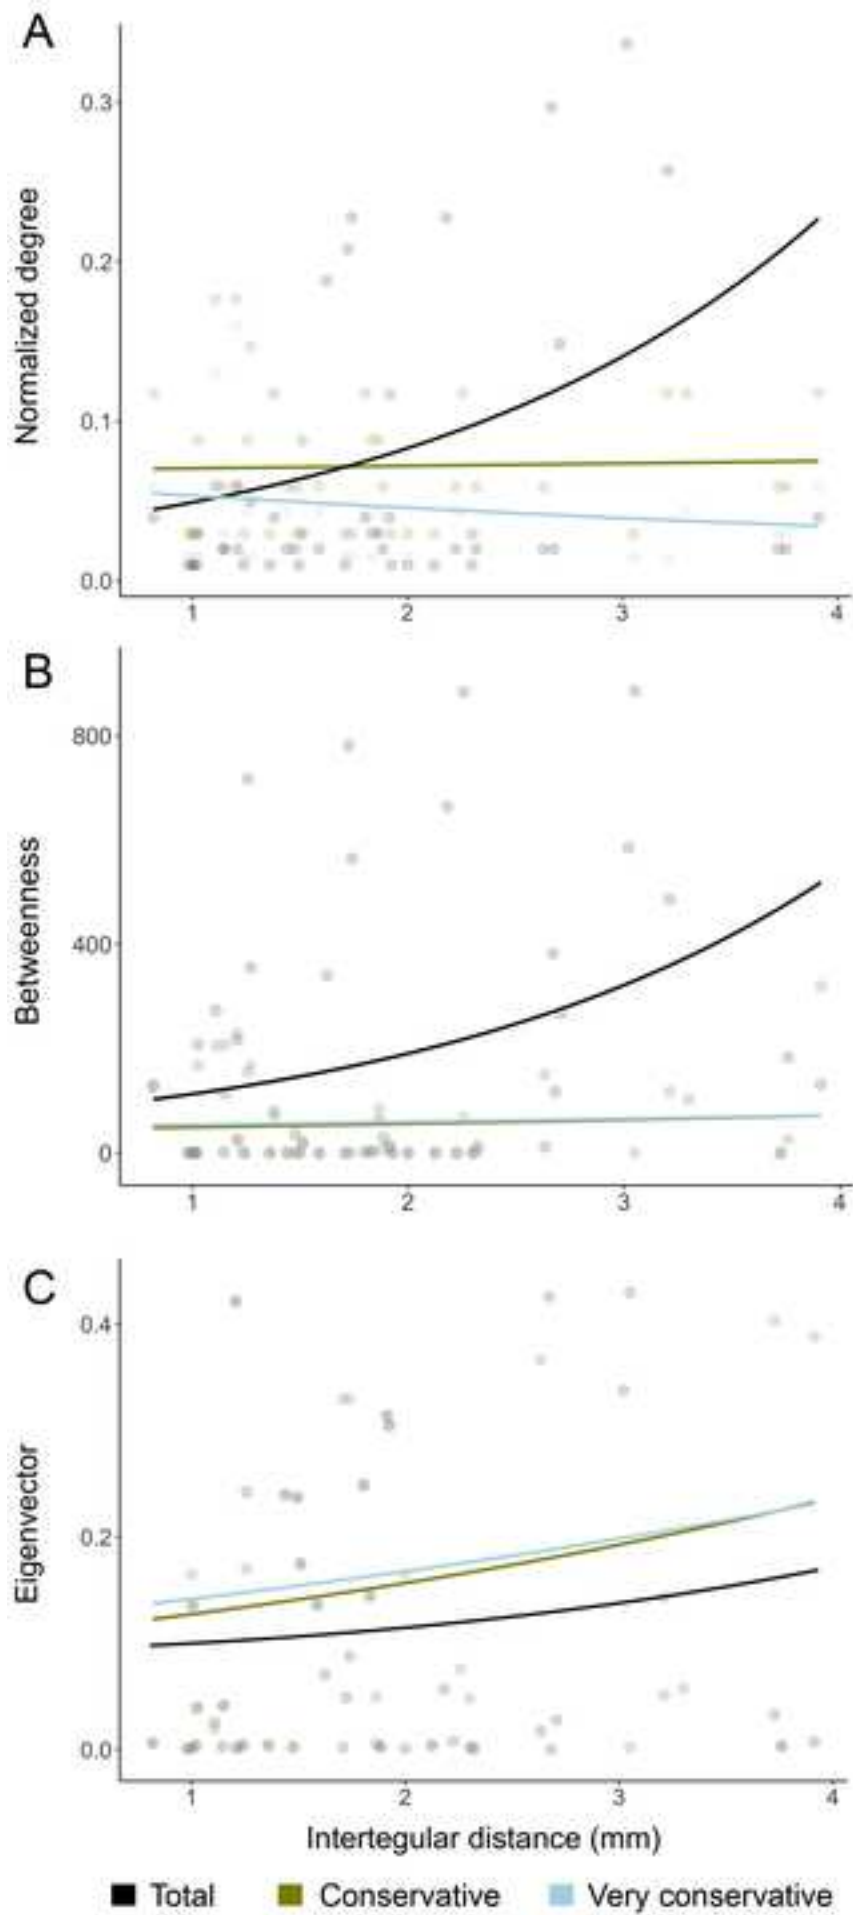 A
Normalized degree
0.3
0.2
0.1
0.0
1 2 3 4
B
Betweenness
800
400
0
1 2 3 4
C
Eigenvector
0.4
0.2
0.0
1 2 3 4
Intertegular distance (mm)
Total Conservative Very conservative